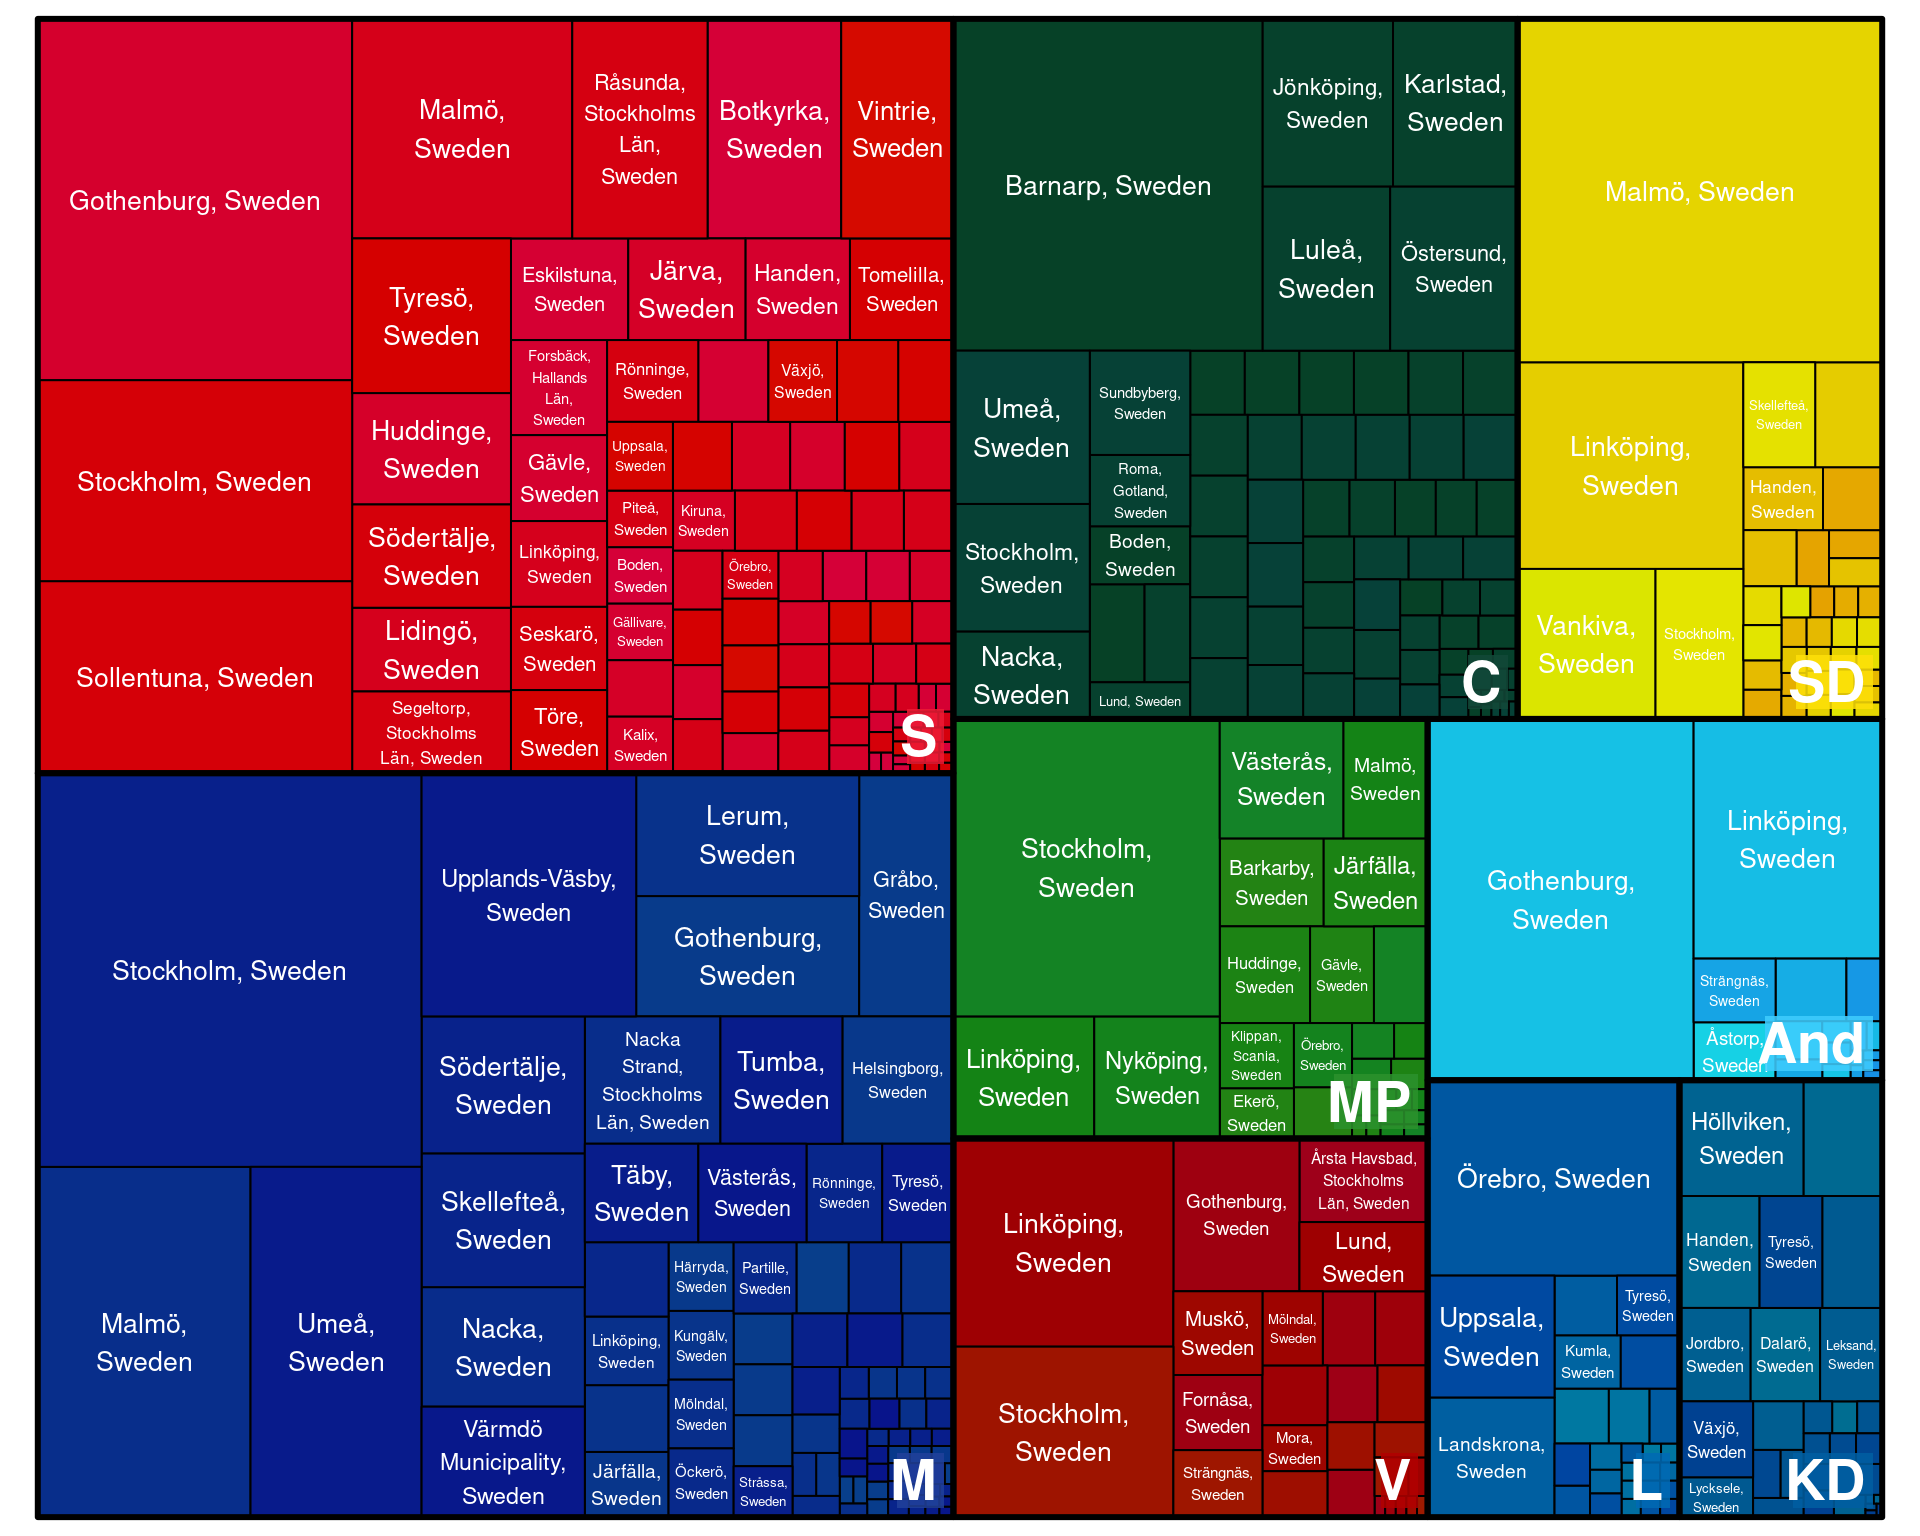 Gothenburg, Sweden
Stockholm, Sweden
Sollentuna, Sweden
Malmö,
Sweden
Råsunda,
Stockholms
Län,
Sweden
Botkyrka,
Sweden
Vintrie,
Sweden
Tyresö,
Sweden
Huddinge,
Sweden
Södertälje,
Sweden
Lidingö,
Sweden
Segeltorp,
Stockholms
Län, Sweden
Eskilstuna,
Sweden
Järva,
Sweden
Handen,
Sweden
Tomelilla,
Sweden
Forsbäck,
Hallands
Län,
Sweden
Gävle,
Sweden
Linköping,
Sweden
Seskarö,
Sweden
Töre,
Sweden
Rönninge,
Sweden
Växjö,
Sweden
Uppsala,
Sweden
Piteå,
Sweden
Kiruna,
Sweden
Boden,
Sweden
Örebro,
Sweden
Gällivare,
Sweden
Kalix,
Sweden
S
Barnarp, Sweden
Jönköping,
Sweden
Karlstad,
Sweden
Luleå,
Sweden
Östersund,
Sweden
Umeå,
Sweden
Stockholm,
Sweden
Nacka,
Sweden
Sundbyberg,
Sweden
Roma,
Gotland,
Sweden
Boden,
Sweden
Lund, Sweden
C
Malmö, Sweden
Linköping,
Sweden
Vankiva,
Sweden
Stockholm,
Sweden
Skellefteå,
Sweden
Handen,
Sweden
SD
Stockholm, Sweden
Malmö,
Sweden
Umeå,
Sweden
Upplands-Väsby,
Sweden
Lerum,
Sweden
Gothenburg,
Sweden
Gråbo,
Sweden
Södertälje,
Sweden
Skellefteå,
Sweden
Nacka,
Sweden
Värmdö
Municipality,
Sweden
Nacka
Strand,
Stockholms
Län, Sweden
Tumba,
Sweden
Helsingborg,
Sweden
Täby,
Sweden
Västerås,
Sweden
Rönninge,
Sweden
Tyresö,
Sweden
Linköping,
Sweden
Järfälla,
Sweden
Härryda,
Sweden
Kungälv,
Sweden
Mölndal,
Sweden
Öckerö,
Sweden
Partille,
Sweden
Stråssa,
Sweden
M
Stockholm,
Sweden
Linköping,
Sweden
Nyköping,
Sweden
Västerås,
Sweden
Malmö,
Sweden
Barkarby,
Sweden
Järfälla,
Sweden
Huddinge,
Sweden
Gävle,
Sweden
Klippan,
Scania,
Sweden
Örebro,
Sweden
Ekerö,
Sweden
MP
Gothenburg,
Sweden
Linköping,
Sweden
Strängnäs,
Sweden
Åstorp,
Sweden
And
Linköping,
Sweden
Stockholm,
Sweden
Gothenburg,
Sweden
Årsta Havsbad,
Stockholms
Län, Sweden
Lund,
Sweden
Muskö,
Sweden
Mölndal,
Sweden
Fornåsa,
Sweden
Strängnäs,
Sweden
Mora,
Sweden
V
Örebro, Sweden
Uppsala,
Sweden
Landskrona,
Sweden
Tyresö,
Sweden
Kumla,
Sweden
L
Höllviken,
Sweden
Handen,
Sweden
Tyresö,
Sweden
Jordbro,
Sweden
Dalarö,
Sweden
Leksand,
Sweden
Växjö,
Sweden
Lycksele,
Sweden
KD